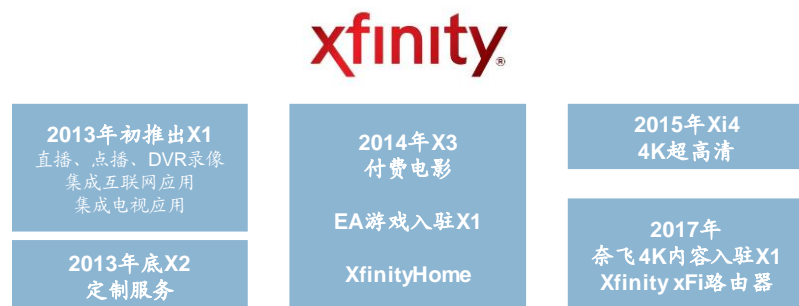 xfinity®
2013年初推出X1
直播、点播、DVR录像
集成互联网应用
集成电视应用
2013年底X2
定制服务
2014年X3
付费电影
EA游戏入驻X1
XfinityHome
2015年Xi4
4K超高清
2017年
奈飞4K内容入驻X1
Xfinity xFi路由器